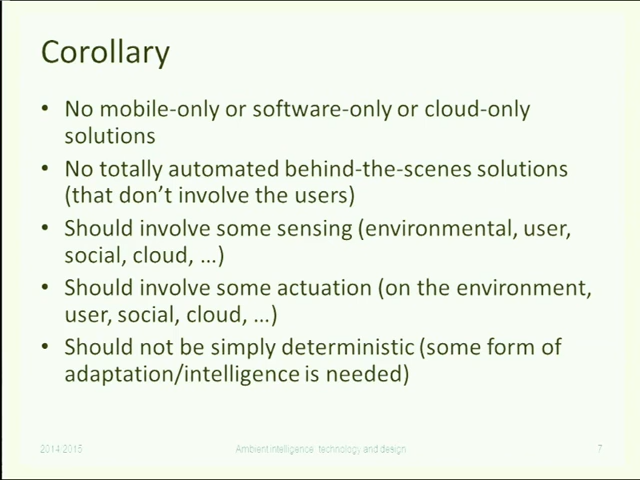 Corollary
• No mobile-only or software-only or cloud-only
solutions
• No totally automated behind-the-scenes solutions
(that don't involve the users)
• Should involve some sensing (environmental, user,
social, cloud, …)
• Should involve some actuation (on the environment,
user, social, cloud, …)
• Should not be simply deterministic (some form of
adaptation/intelligence is needed)
2014/2015 Ambient intelligence: technology and design 7